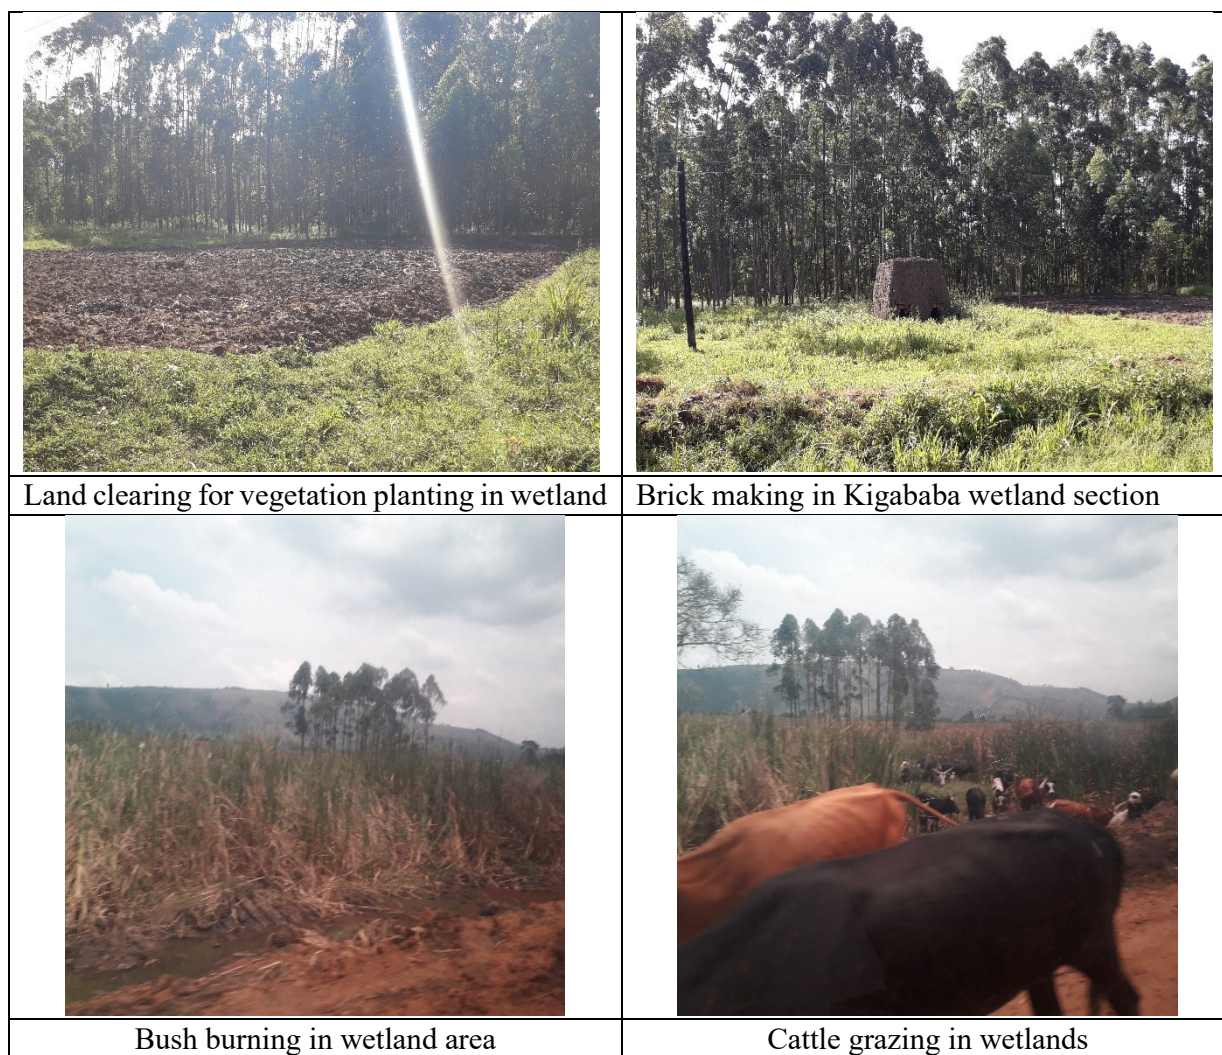 Land clearing for vegetation planting in wetland
Brick making in Kigababa wetland section
Bush burning in wetland area
Cattle grazing in wetlands